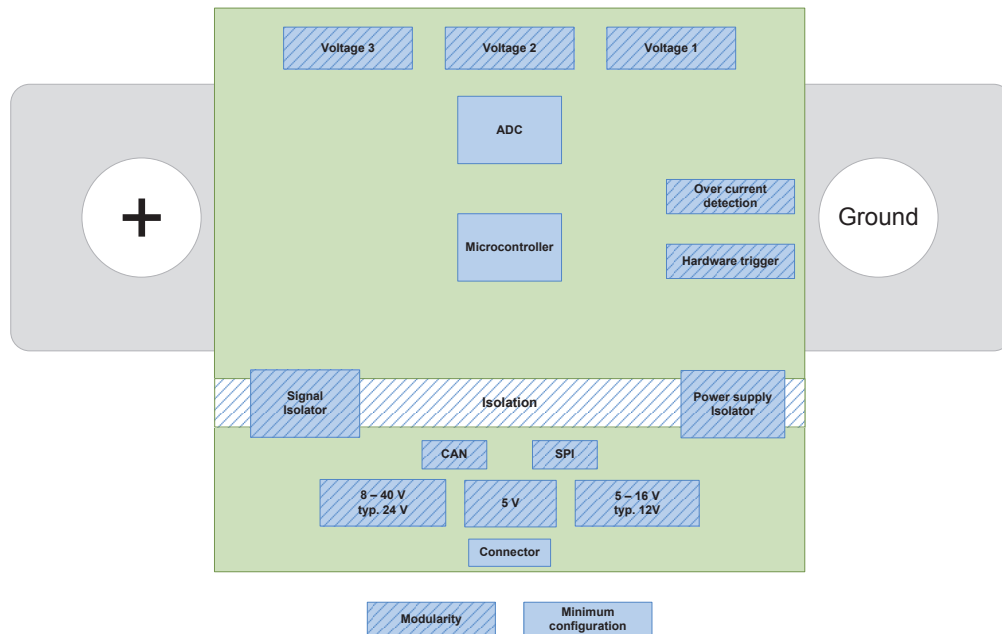 Voltage 3
Voltage 2
Voltage 1
ADC
Over current
detection
+
Ground
Microcontroller
Hardware trigger
Signal
Isolator
Isolation
Power supply
Isolator
CAN
SPI
8 – 40 V
typ. 24 V
5 V
5 – 16 V
typ. 12V
Connector
Modularity
Minimum
configuration